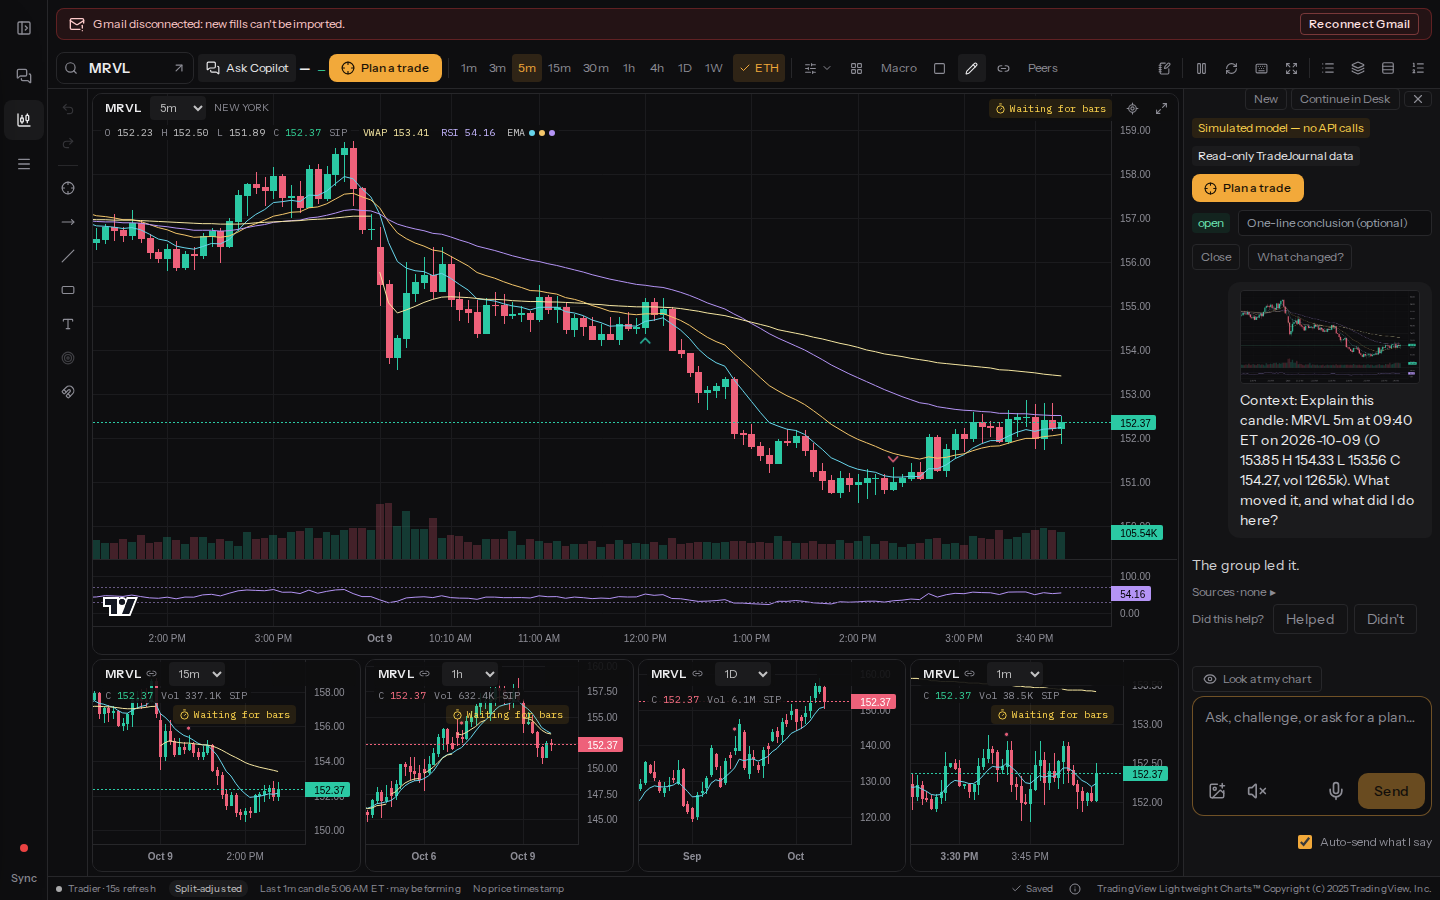 Gmail disconnected: new fills can't be imported.
Reconnect Gmail
MRVL
Ask Copilot
Plan a trade
1m 3m 5m 15m 30m 1h 4h 1D 1W
ETH
Macro
Peers
MRVL 5m NEW YORK
Waiting for bars
O 152.23 H 152.50 L 151.89 C 152.37 SIP VWAP 153.41 RSI 54.16 EMA
159.00
158.00
157.00
156.00
155.00
154.00
153.00
152.37
152.00
151.00
105.54K
100.00
54.16
0.00
2:00 PM 3:00 PM Oct 9 10:10 AM 11:00 AM 12:00 PM 1:00 PM 2:00 PM 3:00 PM 3:40 PM
MRVL 15m
C 152.37 Vol 337.1K SIP
Waiting for bars
158.00
156.00
154.00
152.37
150.00
Oct 9 2:00 PM
MRVL 1h
C 152.37 Vol 632.4K SIP
Waiting for bars
157.50
155.00
152.37
150.00
147.50
145.00
Oct 6 Oct 9
MRVL 1D
C 152.37 Vol 6.1M SIP
152.37
150.00
140.00
130.00
120.00
Sep Oct
MRVL 1m
C 152.37 Vol 38.5K SIP
Waiting for bars
153.00
152.50
152.37
152.00
3:30 PM 3:45 PM
New
Continue in Desk
Simulated model — no API calls
Read-only TradeJournal data
Plan a trade
open
One-line conclusion (optional)
Close
What changed?
Context: Explain this
candle: MRVL 5m at 09:40
ET on 2026-10-09 (O
153.85 H 154.33 L 153.56 C
154.27, vol 126.5k). What
moved it, and what did I do
here?
The group led it.
Sources · none ▸
Did this help?
Helped
Didn't
Look at my chart
Ask, challenge, or ask for a plan...
Send
Auto-send what I say
Sync
Tradier · 15s refresh
Split-adjusted
Last 1m candle 5:06 AM ET · may be forming
No price timestamp
Saved
TradingView Lightweight Charts™ Copyright (c) 2025 TradingView, Inc.